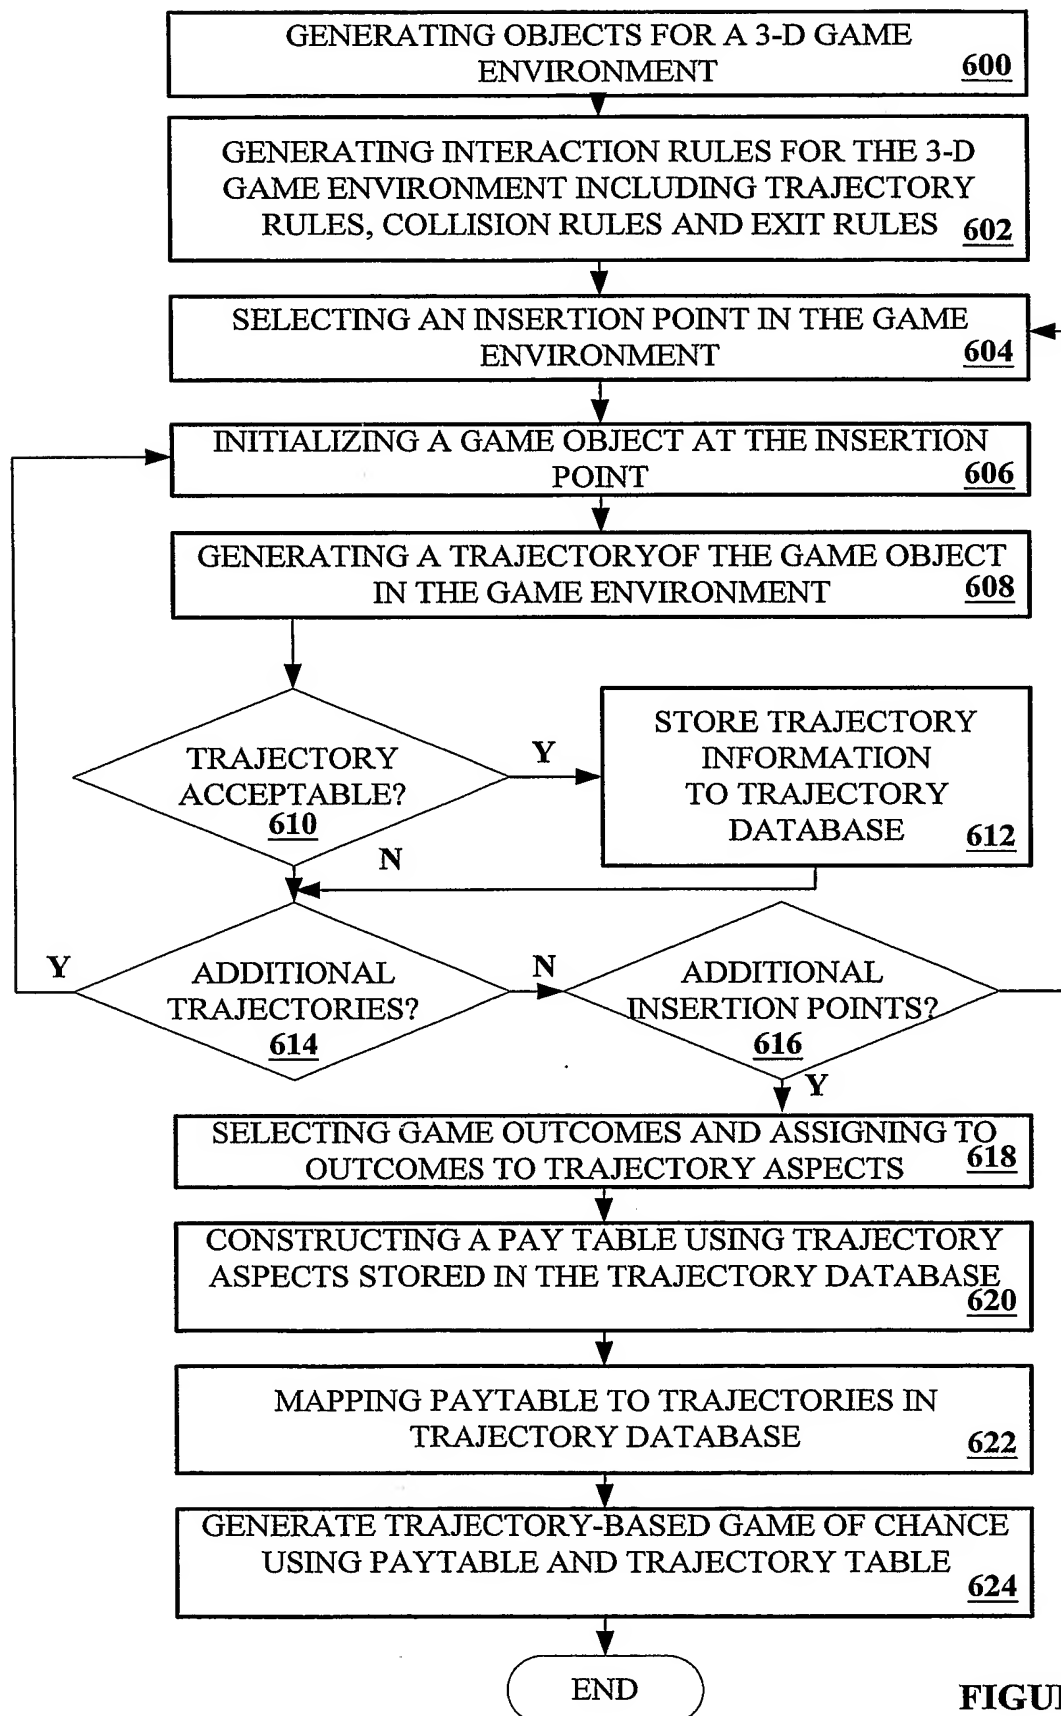 GENERATING OBJECTS FOR A 3-D GAME
ENVIRONMENT
600
GENERATING INTERACTION RULES FOR THE 3-D
GAME ENVIRONMENT INCLUDING TRAJECTORY
RULES, COLLISION RULES AND EXIT RULES
602
SELECTING AN INSERTION POINT IN THE GAME
ENVIRONMENT
604
INITIALIZING A GAME OBJECT AT THE INSERTION
POINT
606
GENERATING A TRAJECTORYOF THE GAME OBJECT
IN THE GAME ENVIRONMENT
608
TRAJECTORY
ACCEPTABLE?
610
Y
STORE TRAJECTORY
INFORMATION
TO TRAJECTORY
DATABASE
612
N
Y
ADDITIONAL
TRAJECTORIES?
614
N
ADDITIONAL
INSERTION POINTS?
616
Y
SELECTING GAME OUTCOMES AND ASSIGNING TO
OUTCOMES TO TRAJECTORY ASPECTS
618
CONSTRUCTING A PAY TABLE USING TRAJECTORY
ASPECTS STORED IN THE TRAJECTORY DATABASE
620
MAPPING PAYTABLE TO TRAJECTORIES IN
TRAJECTORY DATABASE
622
GENERATE TRAJECTORY-BASED GAME OF CHANCE
USING PAYTABLE AND TRAJECTORY TABLE
624
END